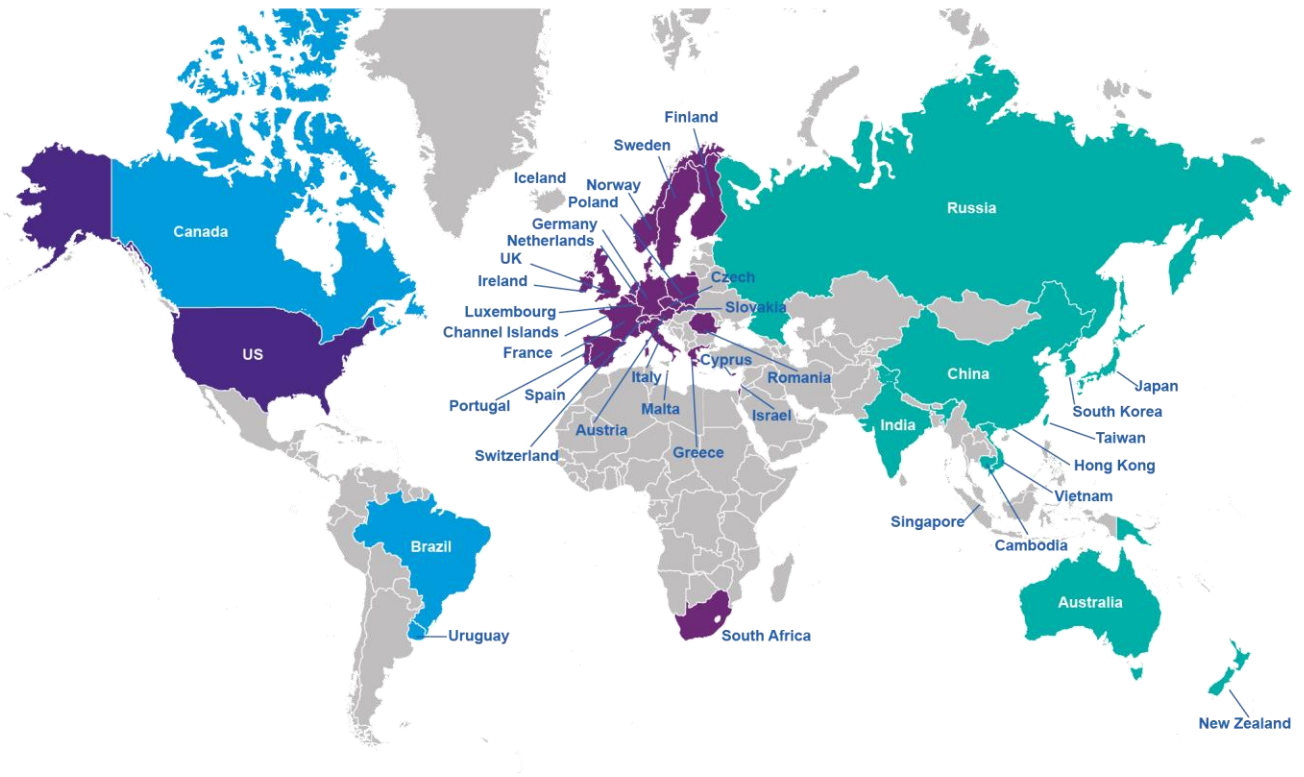 Finland
Sweden
Iceland
Norway
Poland
Russia
Germany
Canada
Netherlands
UK
Czech
Ireland
Slovakia
Luxembourg
Channel Islands
France
US
Cyprus
China
Italy
Romania
Japan
Spain
Portugal
Malta
Israel
South Korea
India
Austria
Taiwan
Greece
Switzerland
Hong Kong
Vietnam
Singapore
Cambodia
Brazil
Australia
Uruguay
South Africa
New Zealand